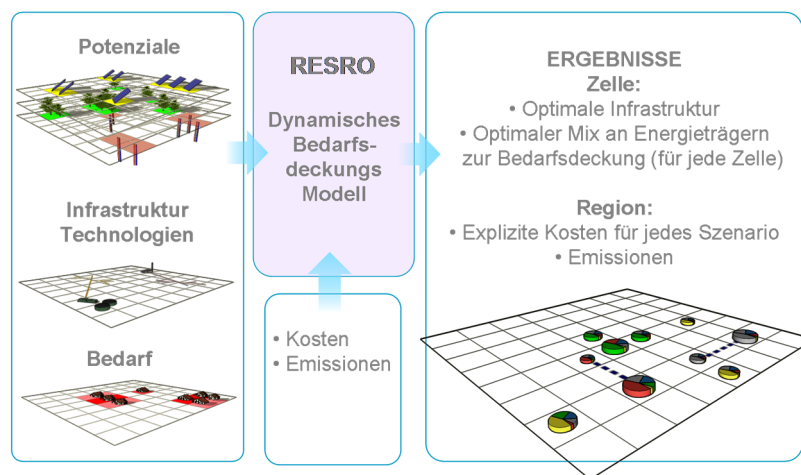 Potenziale
Infrastruktur
Technologien
Bedarf
RESRO
Dynamisches
Bedarfs-
deckungs
Modell
• Kosten
• Emissionen
ERGEBNISSE
Zelle:
• Optimale Infrastruktur
• Optimaler Mix an Energieträgern
zur Bedarfsdeckung (für jede Zelle)
Region:
• Explizite Kosten für jedes Szenario
• Emissionen